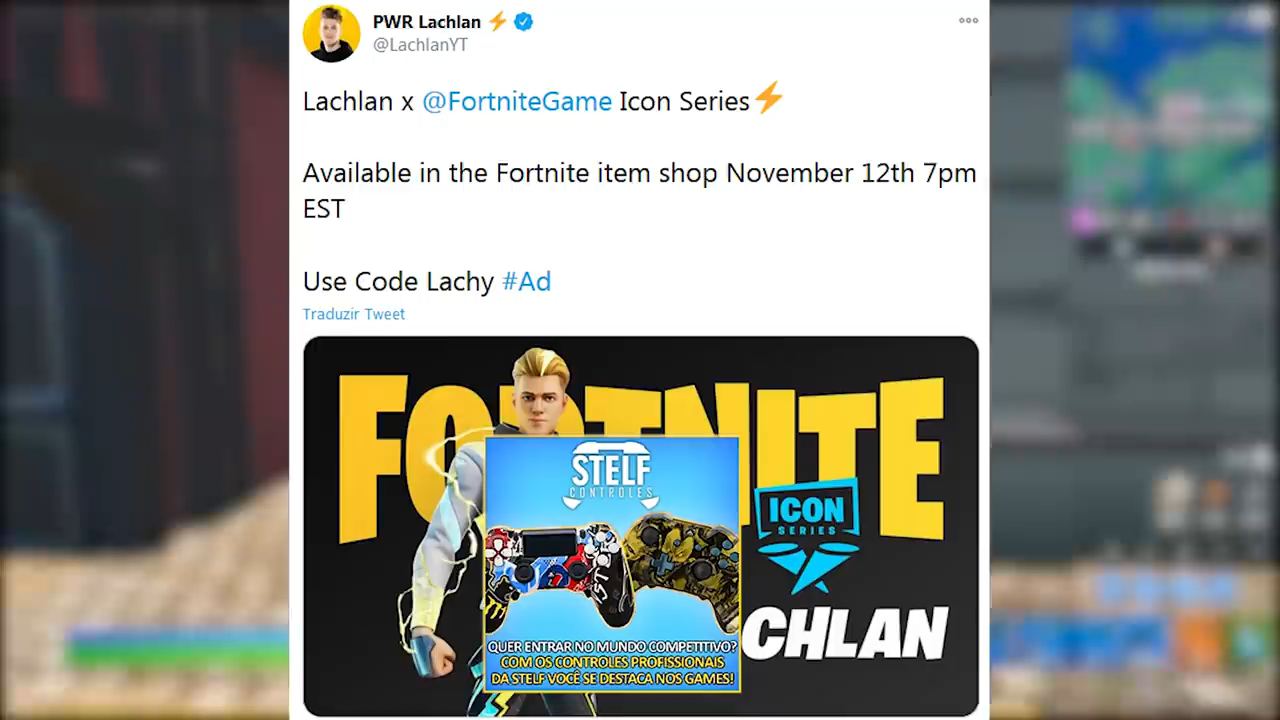 PWR Lachlan ⚡
@LachlanYT
Lachlan x @FortniteGame Icon Series⚡
Available in the Fortnite item shop November 12th 7pm
EST
Use Code Lachy #Ad
Traduzir Tweet
FORTNITE
ICON
SERIES
CHLAN
STELF
CONTROLES
QUER ENTRAR NO MUNDO COMPETITIVO?
COM OS CONTROLES PROFISSIONAIS
DA STELF VOCÊ SE DESTACA NOS GAMES!